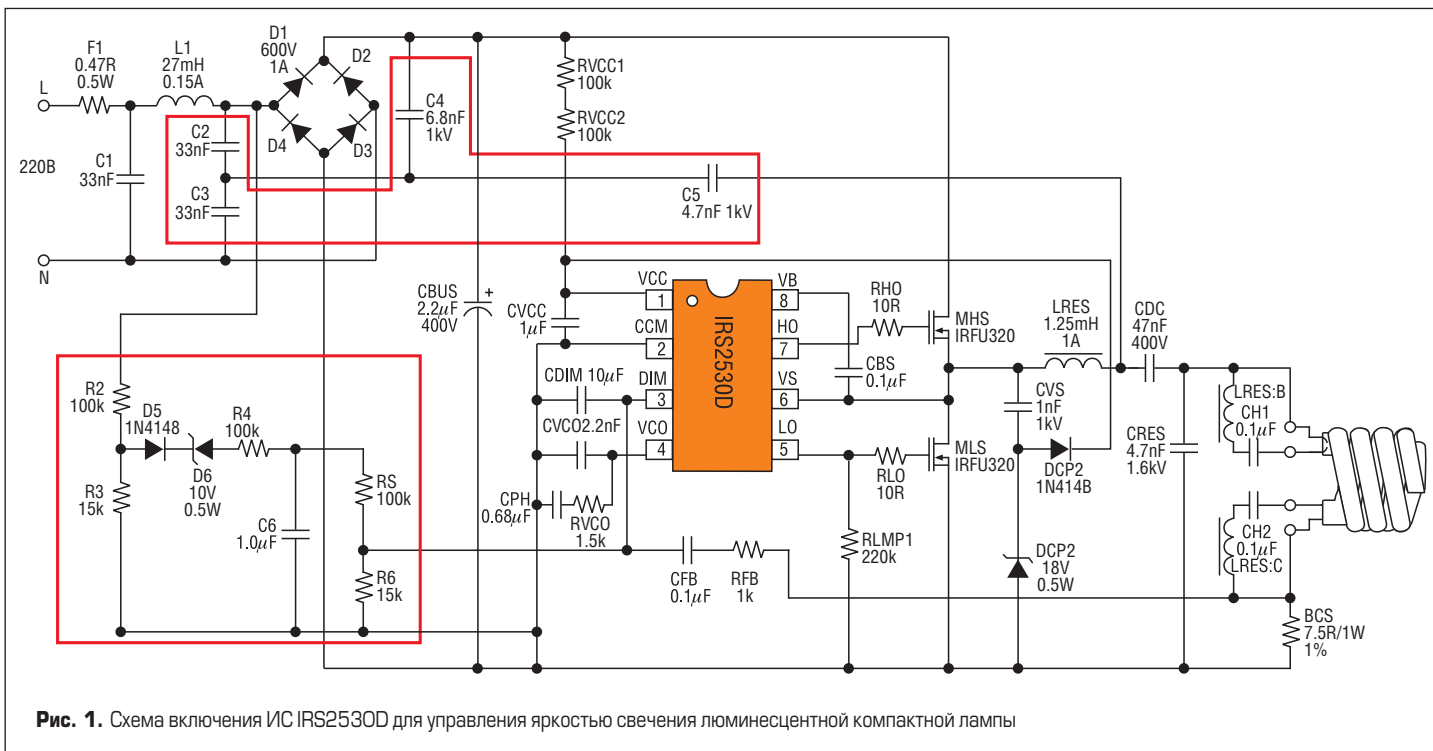 F1
0.47R
0.5W
L1
27mH
0.15A
D1
600V
1A
D2
D4
D3
L
220В
N
C1
33nF
C2
33nF
C3
33nF
C4
6.8nF
1kV
RVCC1
100k
RVCC2
100k
C5
4.7nF 1kV
CBUS
2.2µF
400V
+
CVCC
1µF
VCC
1
CCM
2
DIM
3
VCO
4
IRS2530D
VB
8
HO
7
VS
6
LO
5
RHO
10R
CBS
0.1µF
RLO
10R
MHS
IRFU320
MLS
IRFU320
LRES
1.25mH
1A
CDC
47nF
400V
CVS
1nF
1kV
DCP2
1N414B
CRES
4.7nF
1.6kV
LRES:B
CH1
0.1µF
CH2
0.1µF
LRES:C
CDIM 10µF
CVCO2.2nF
CPH
0.68µF
RVCO
1.5k
RLMP1
220k
DCP2
18V
0.5W
CFB
0.1µF
RFB
1k
BCS
7.5R/1W
1%
R2
100k
D5
1N4148
R4
100k
D6
10V
0.5W
R3
15k
C6
1.0µF
RS
100k
R6
15k
Рис. 1. Схема включения ИС IRS2530D для управления яркостью свечения люминесцентной компактной лампы